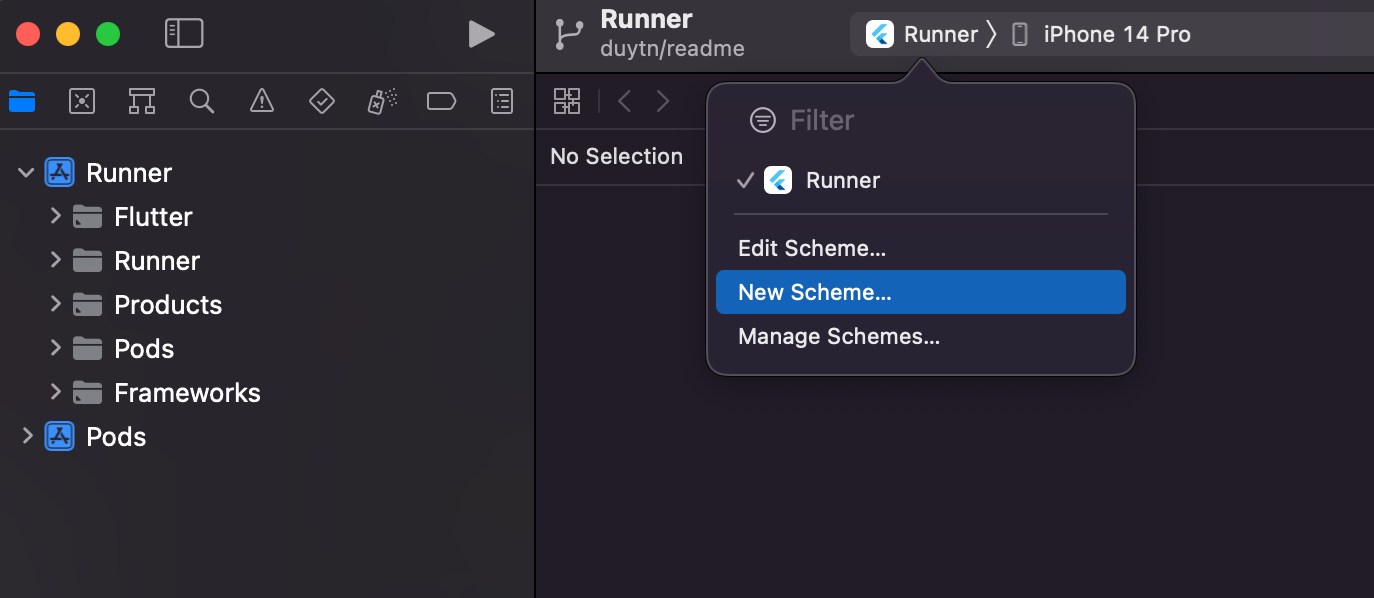 Runner
duytn/readme
Runner
iPhone 14 Pro
Filter
No Selection
Runner
Edit Scheme...
New Scheme...
Manage Schemes...
Runner
Flutter
Runner
Products
Pods
Frameworks
Pods